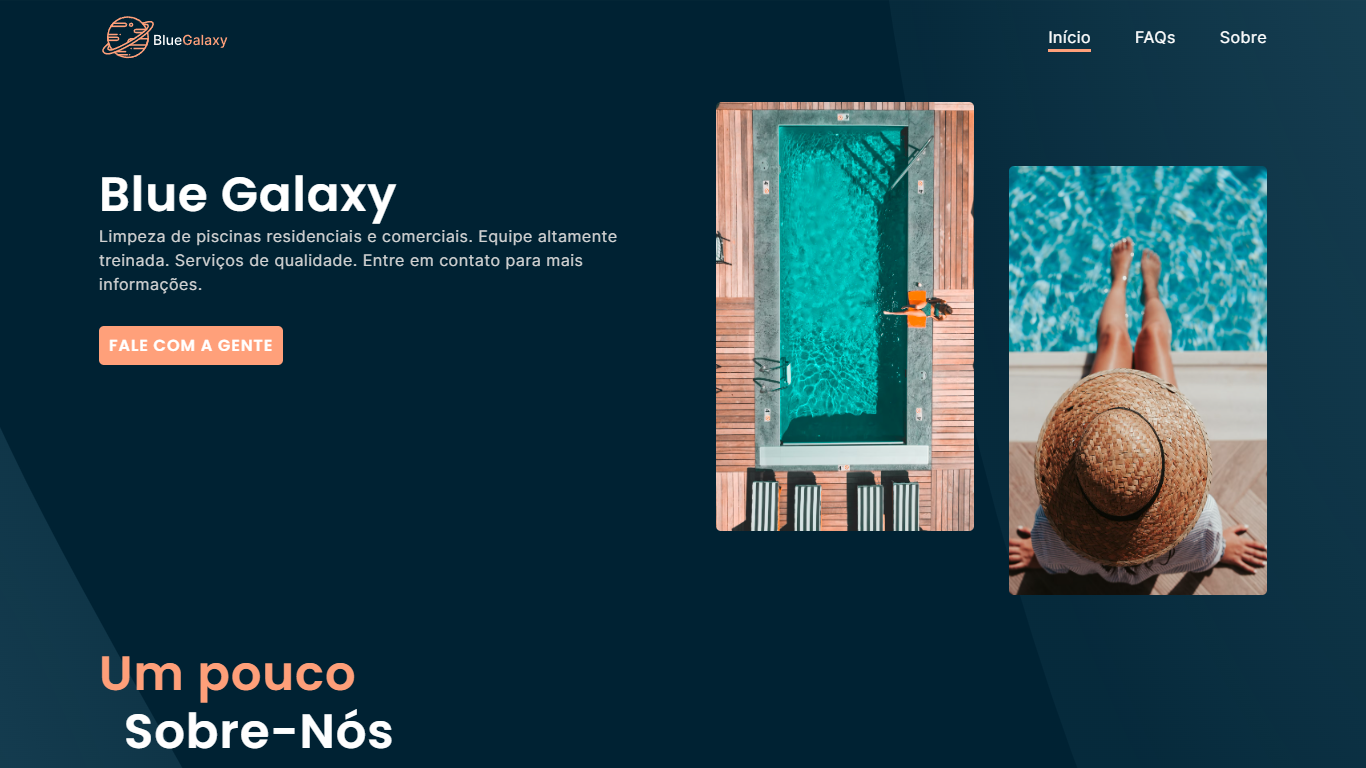 BlueGalaxy
Início
FAQs
Sobre
Blue Galaxy
Limpeza de piscinas residenciais e comerciais. Equipe altamente
treinada. Serviços de qualidade. Entre em contato para mais
informações.
FALE COM A GENTE
Um pouco
Sobre-Nós